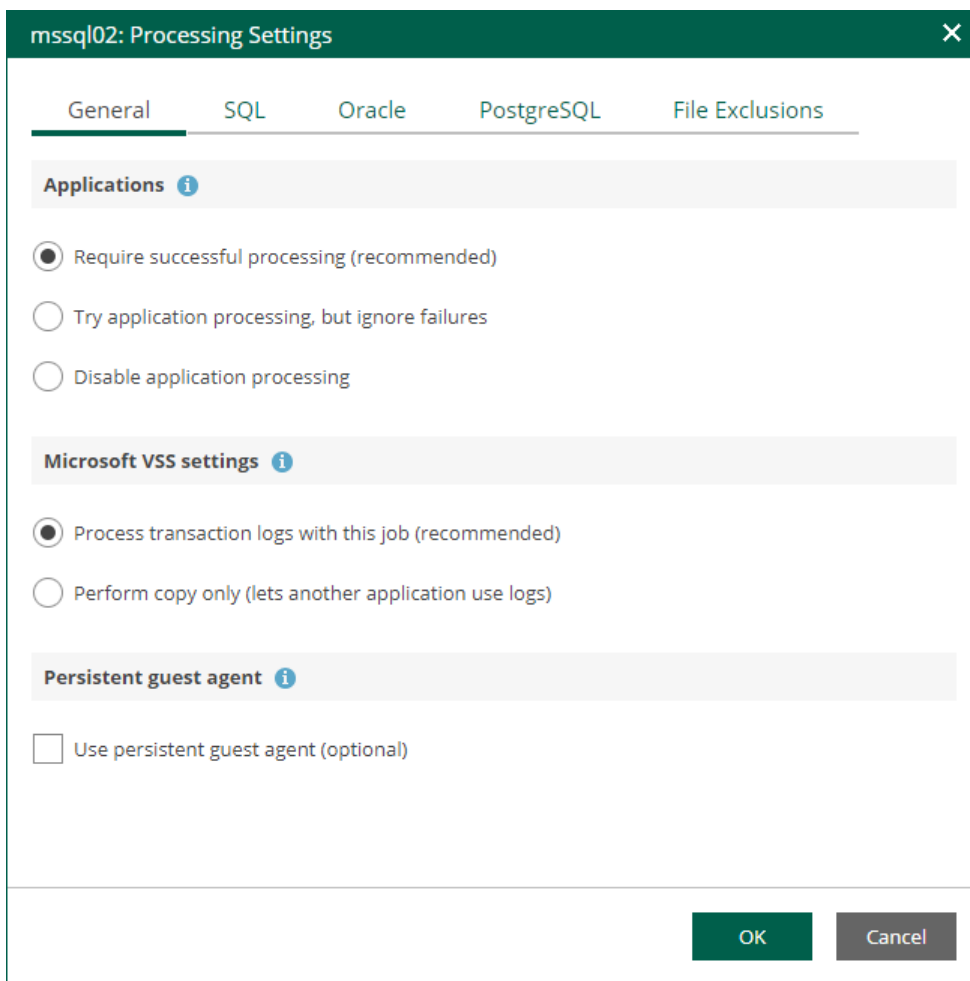 mssql02: Processing Settings
General SQL Oracle PostgreSQL File Exclusions
Applications
Require successful processing (recommended)
Try application processing, but ignore failures
Disable application processing
Microsoft VSS settings
Process transaction logs with this job (recommended)
Perform copy only (lets another application use logs)
Persistent guest agent
Use persistent guest agent (optional)
OK Cancel